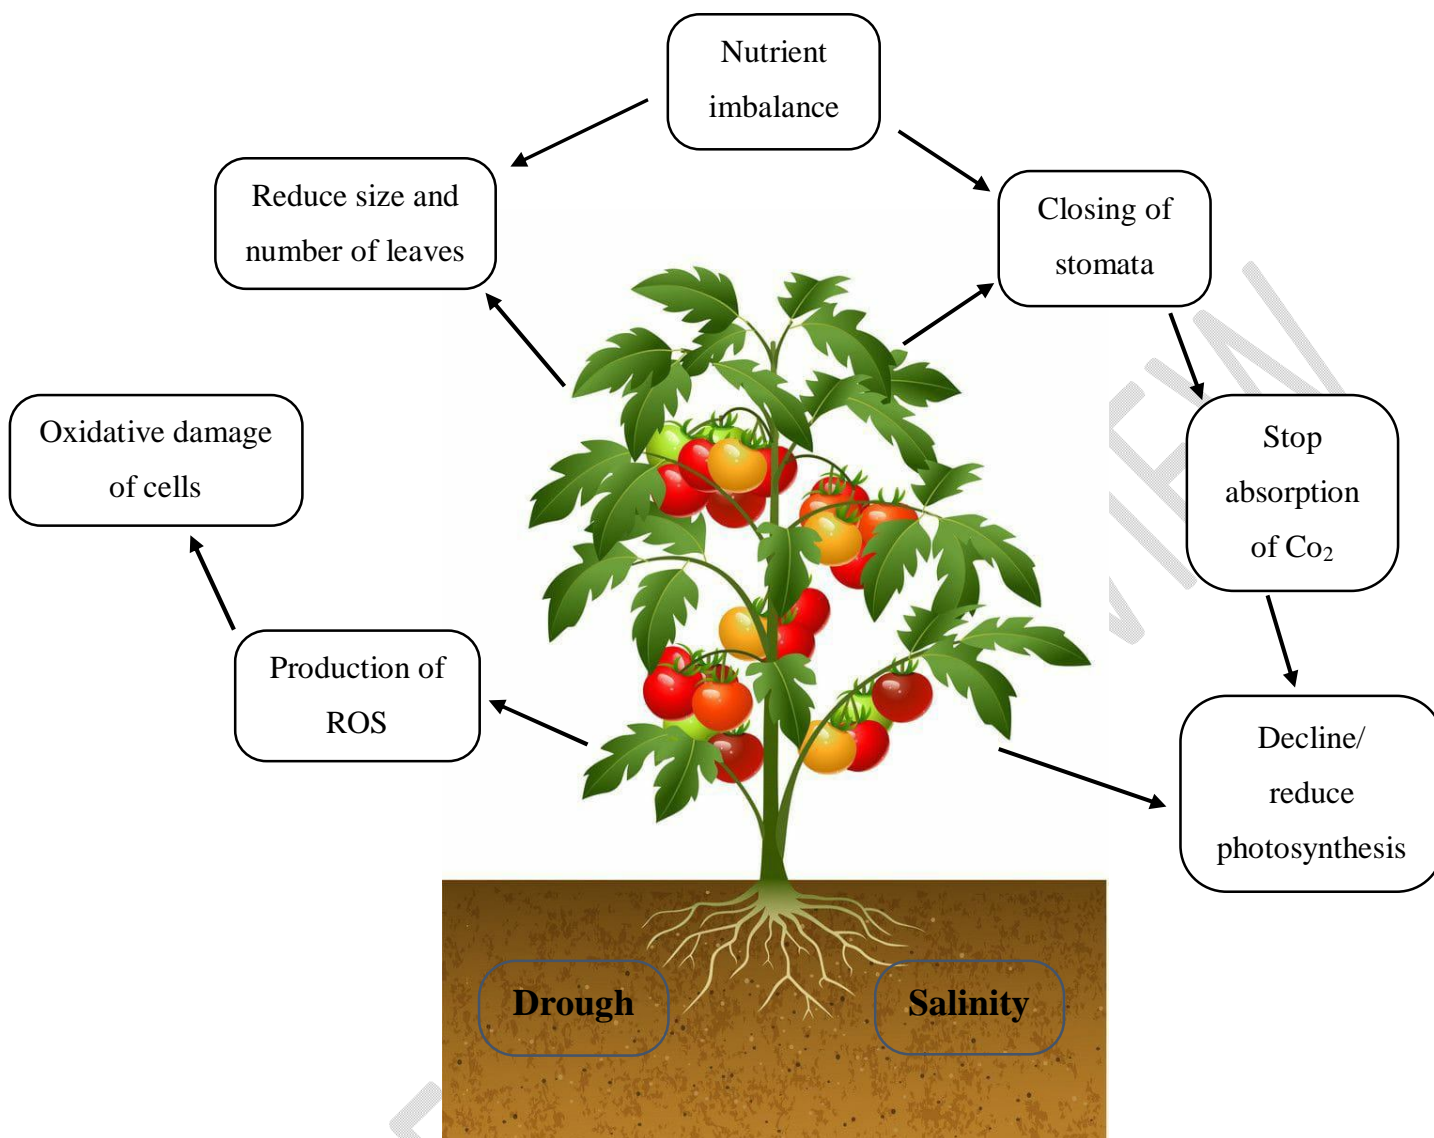 Nutrient
imbalance
Reduce size and
number of leaves
Closing of
stomata
Oxidative damage
of cells
Stop
absorption
of Co₂
Production of
ROS
Decline/
reduce
photosynthesis
Drough
Salinity